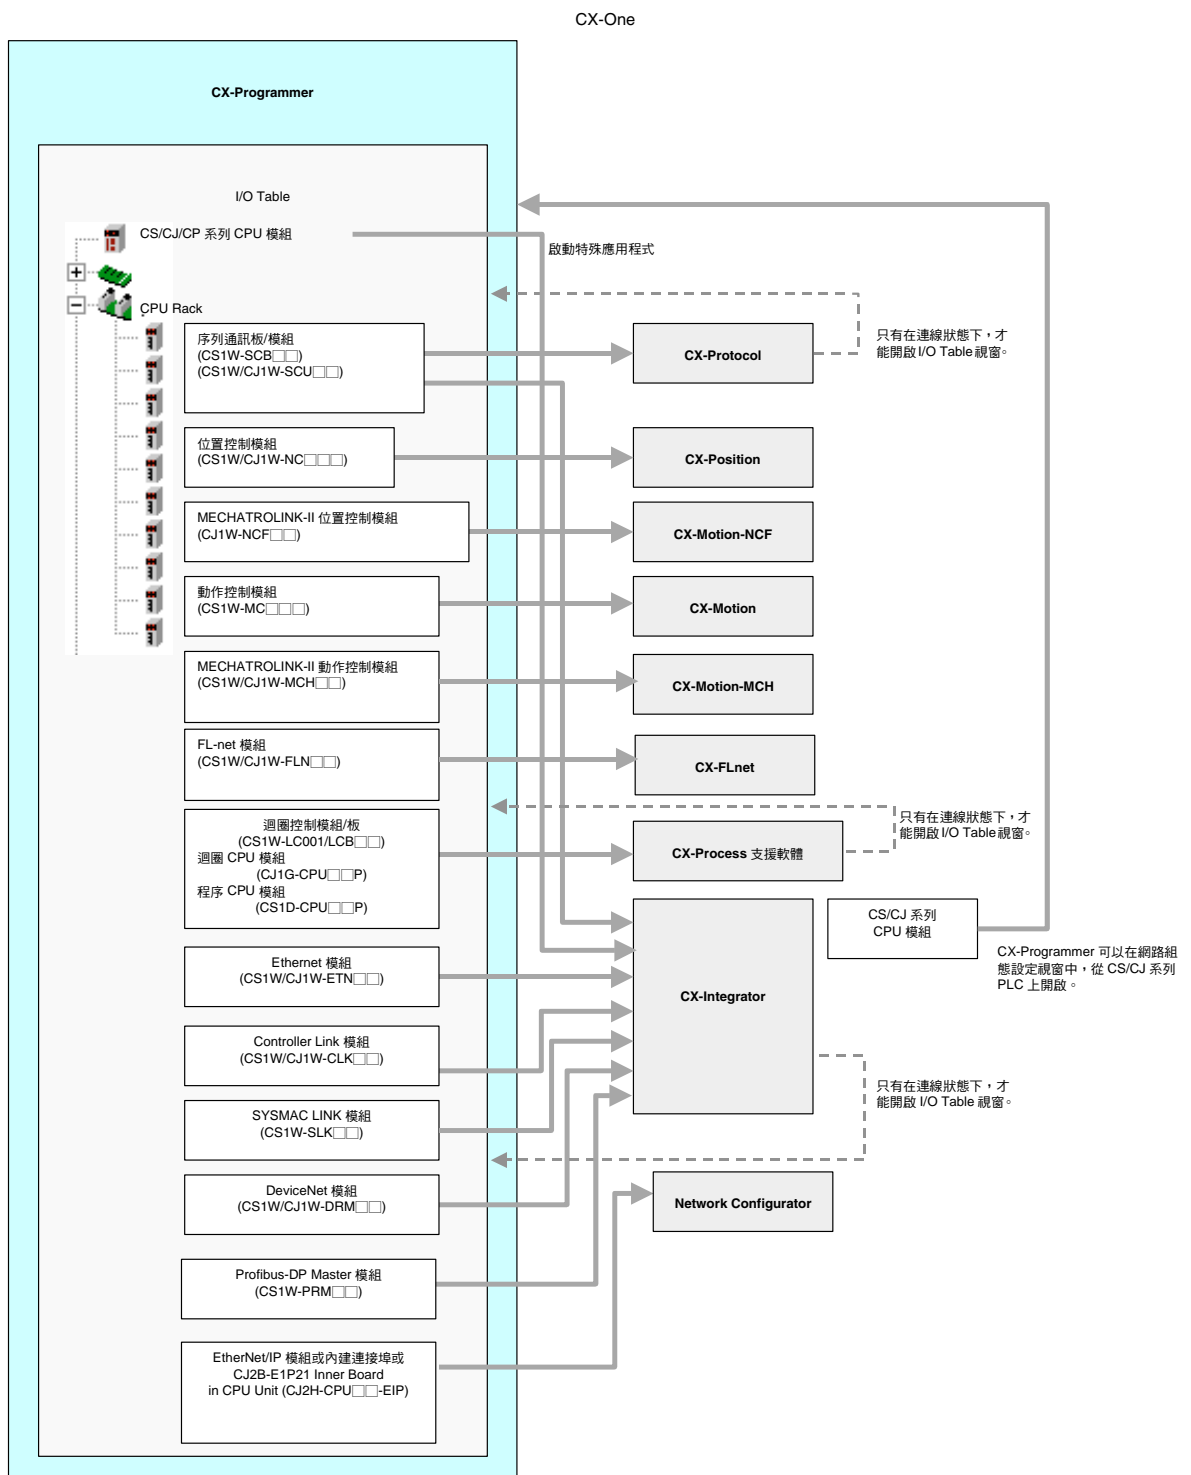 CX-One
CX-Programmer
I/O Table
CS/CJ/CP 系列 CPU 模組
啟動特殊應用程式
CPU Rack
序列通訊板/模組
(CS1W-SCB□□)
(CS1W/CJ1W-SCU□□)
CX-Protocol
只有在連線狀態下，才
能開啟 I/O Table 視窗。
位置控制模組
(CS1W/CJ1W-NC□□□)
CX-Position
MECHATROLINK-II 位置控制模組
(CJ1W-NCF□□)
CX-Motion-NCF
動作控制模組
(CS1W-MC□□□)
CX-Motion
MECHATROLINK-II 動作控制模組
(CS1W/CJ1W-MCH□□)
CX-Motion-MCH
FL-net 模組
(CS1W/CJ1W-FLN□□)
CX-FLnet
迴圈控制模組/板
(CS1W-LC001/LCB□□)
迴圈 CPU 模組
(CJ1G-CPU□□P)
程序 CPU 模組
(CS1D-CPU□□P)
CX-Process 支援軟體
只有在連線狀態下，才
能開啟 I/O Table 視窗。
CS/CJ 系列
CPU 模組
CX-Programmer 可以在網路組
態設定視窗中，從 CS/CJ 系列
PLC 上開啟。
Ethernet 模組
(CS1W/CJ1W-ETN□□)
CX-Integrator
Controller Link 模組
(CS1W/CJ1W-CLK□□)
只有在連線狀態下，才
能開啟 I/O Table 視窗。
SYSMAC LINK 模組
(CS1W-SLK□□)
DeviceNet 模組
(CS1W/CJ1W-DRM□□)
Network Configurator
Profibus-DP Master 模組
(CS1W-PRM□□)
EtherNet/IP 模組或內建連接埠或
CJ2B-E1P21 Inner Board
in CPU Unit (CJ2H-CPU□□-EIP)